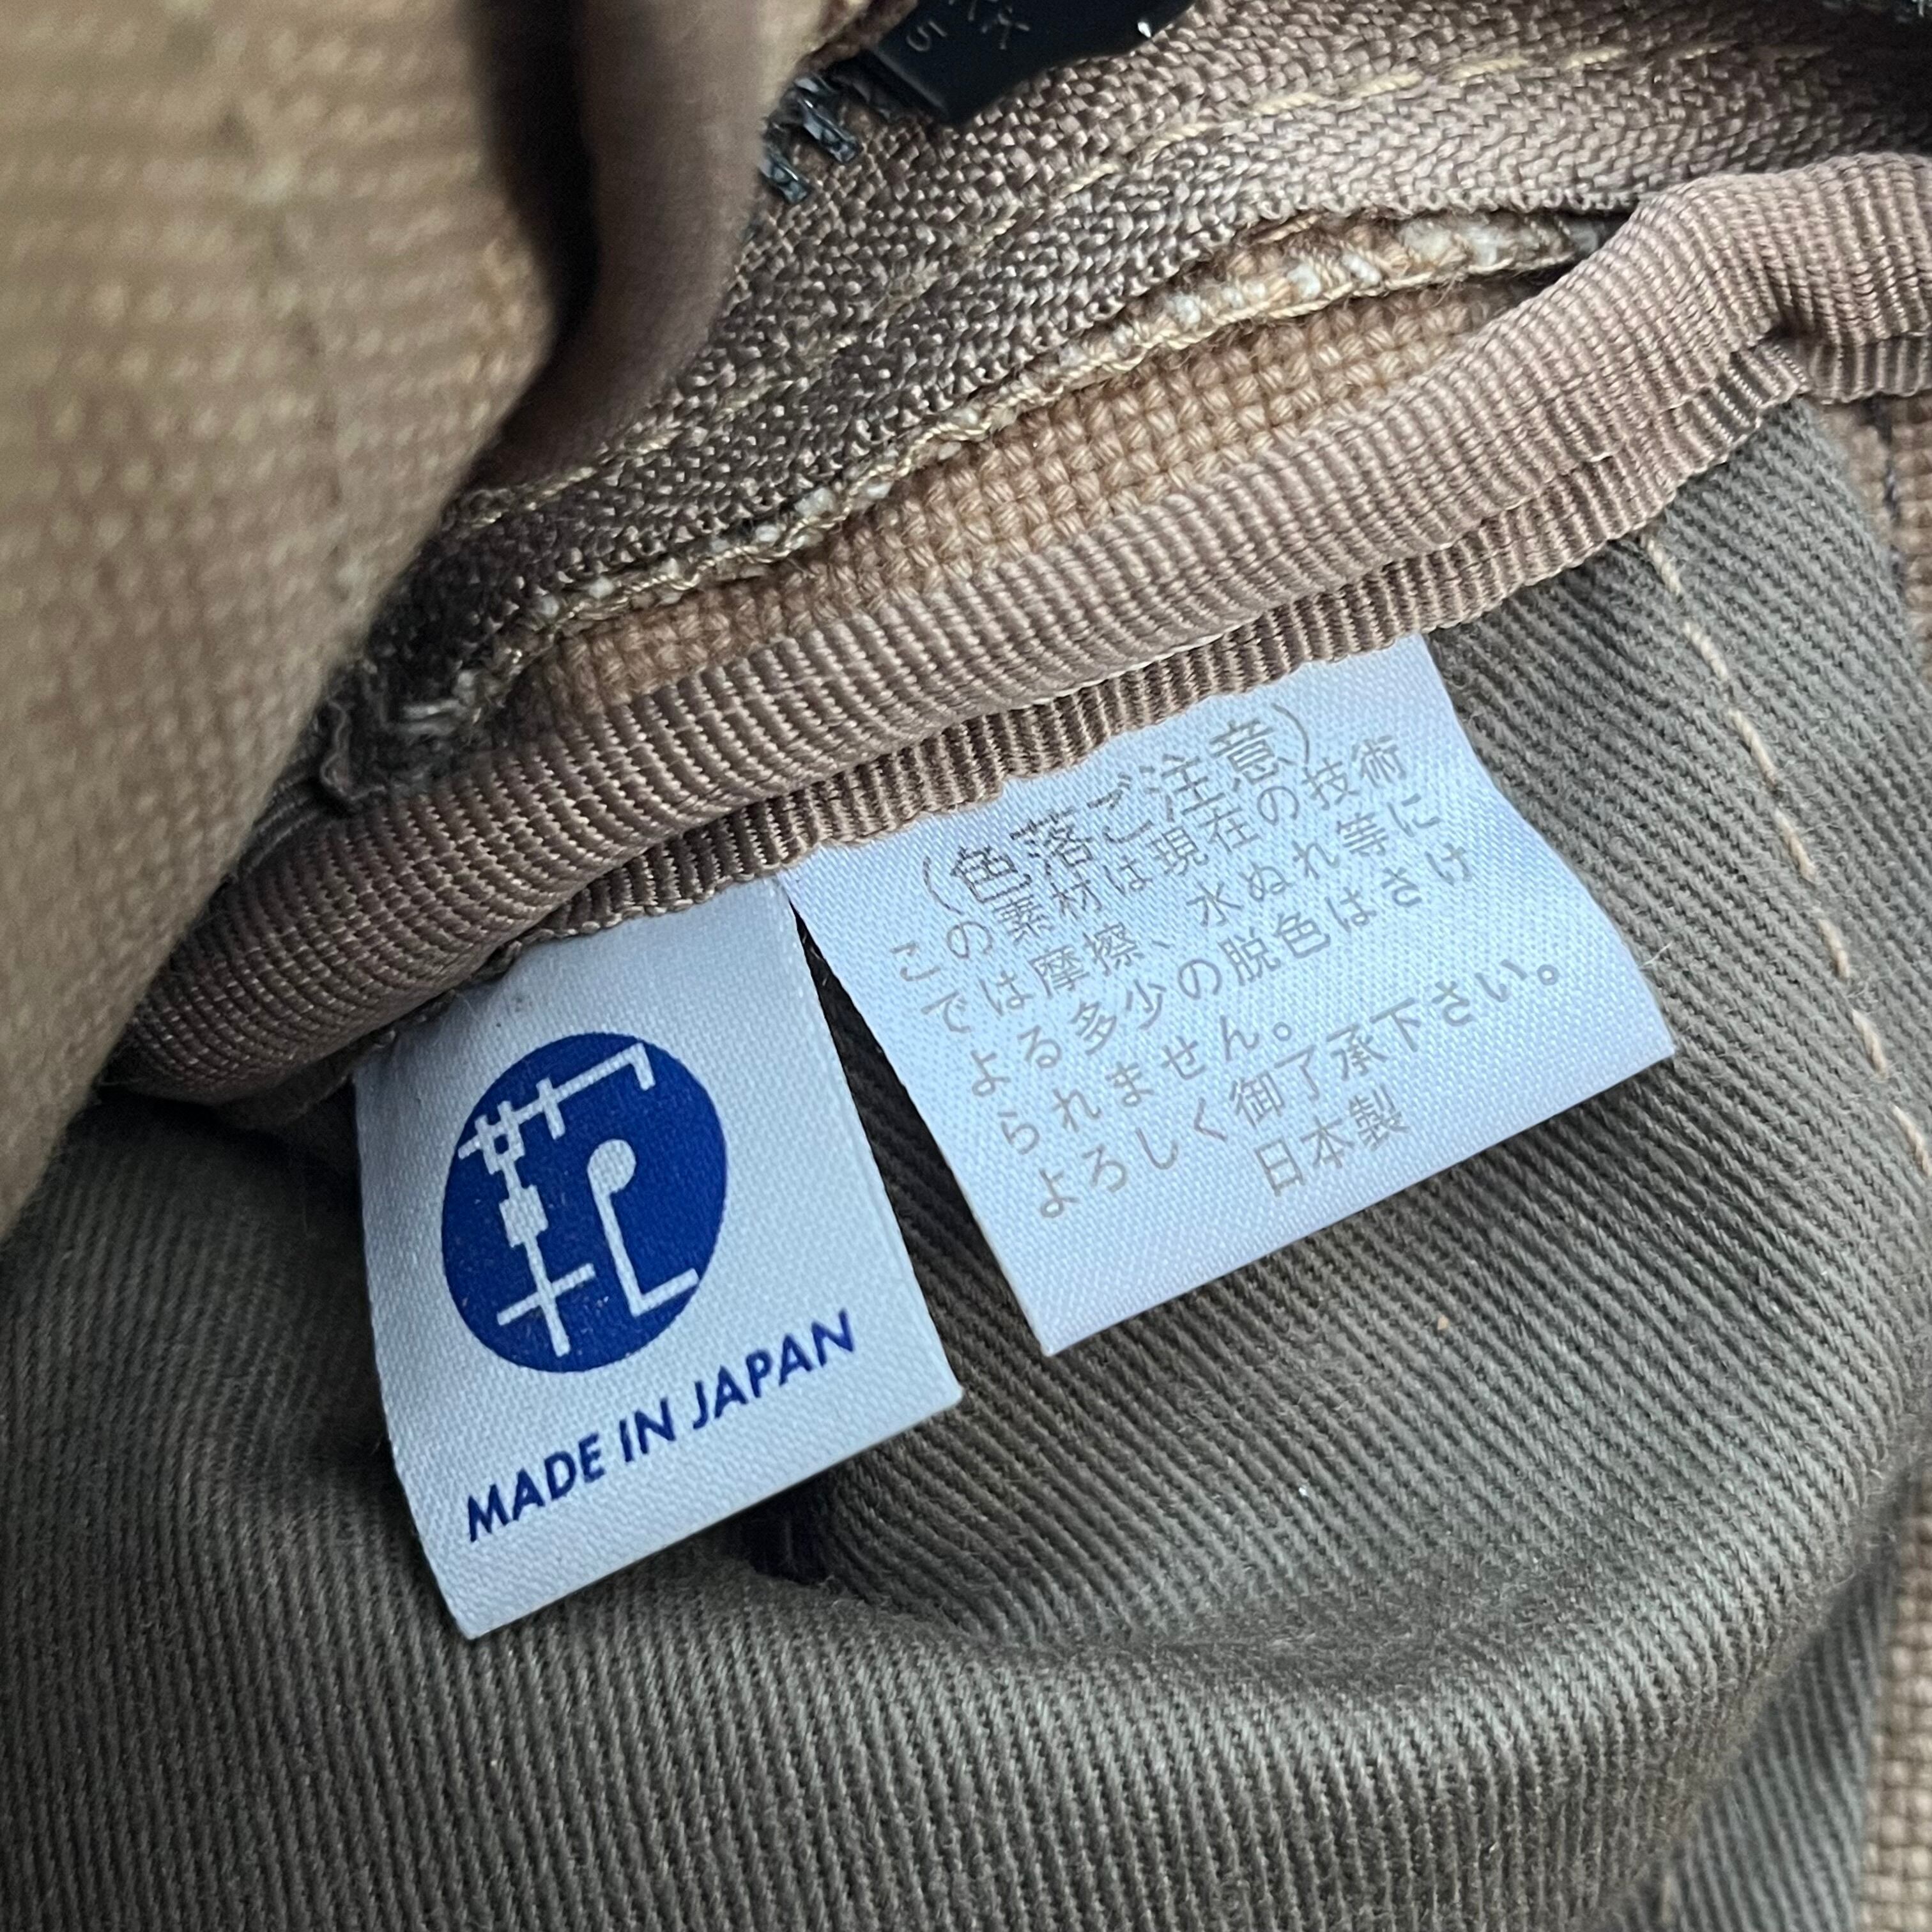 YKK
5
(色落ご注意)
この素材は現在の技術
では摩擦、水ぬれ等に
よる多少の脱色はさけ
られません。
よろしく御了承下さい。
日本製
MADE IN JAPAN